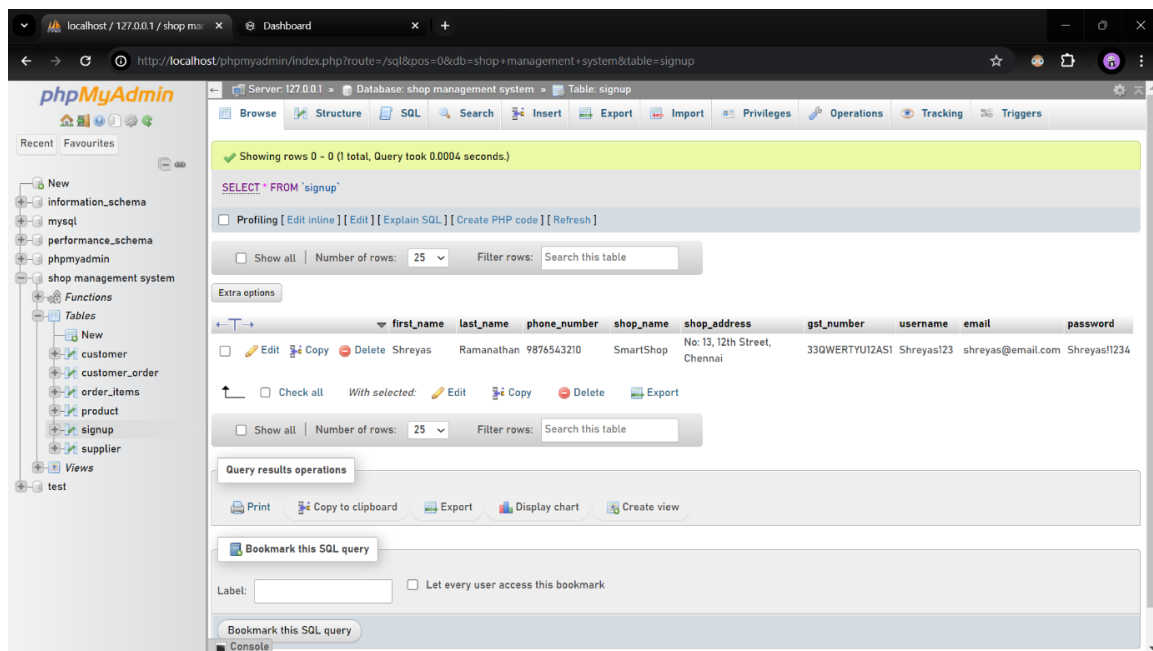 localhost / 127.0.0.1 / shop mar
Dashboard
http://localhost/phpmyadmin/index.php?route=/sql&pos=0&db=shop+management+system&table=signup
phpMyAdmin
Recent Favourites
New
information_schema
mysql
performance_schema
phpmyadmin
shop management system
Functions
Tables
New
customer
customer_order
order_items
product
signup
supplier
Views
test
Server: 127.0.0.1 » Database: shop management system » Table: signup
Browse Structure SQL Search Insert Export Import Privileges Operations Tracking Triggers
Showing rows 0 - 0 (1 total, Query took 0.0004 seconds.)
SELECT * FROM `signup`
Profiling [ Edit inline ] [ Edit ] [ Explain SQL ] [ Create PHP code ] [ Refresh ]
Show all | Number of rows: 25 Filter rows: Search this table
Extra options
first_name last_name phone_number shop_name shop_address gst_number username email password
Edit Copy Delete Shreyas Ramanathan 9876543210 SmartShop No: 13, 12th Street, Chennai 33QWERTYU12AS1 Shreyas123 shreyas@email.com Shreyas!1234
Check all With selected: Edit Copy Delete Export
Show all | Number of rows: 25 Filter rows: Search this table
Query results operations
Print Copy to clipboard Export Display chart Create view
Bookmark this SQL query
Label: Let every user access this bookmark
Bookmark this SQL query
Console